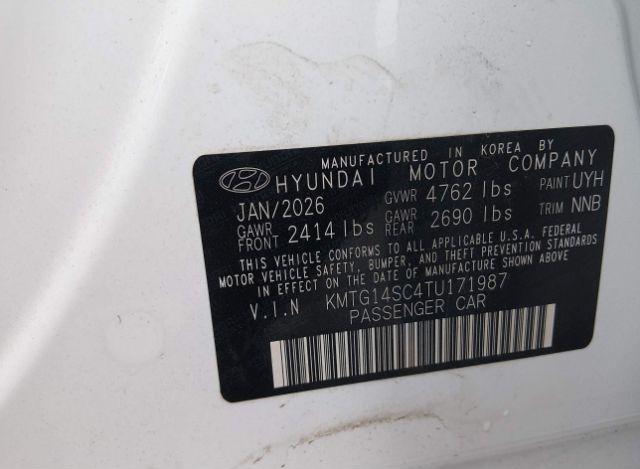 MANUFACTURED IN KOREA BY
HYUNDAI MOTOR COMPANY
JAN/2026 GVWR 4762 lbs PAINT UYH
GAWR FRONT 2414 lbs GAWR REAR 2690 lbs TRIM NNB
THIS VEHICLE CONFORMS TO ALL APPLICABLE U.S.A. FEDERAL
MOTOR VEHICLE SAFETY, BUMPER, AND THEFT PREVENTION STANDARDS
IN EFFECT ON THE DATE OF MANUFACTURE SHOWN ABOVE
V.I.N KMTG14SC4TU171987
PASSENGER CAR